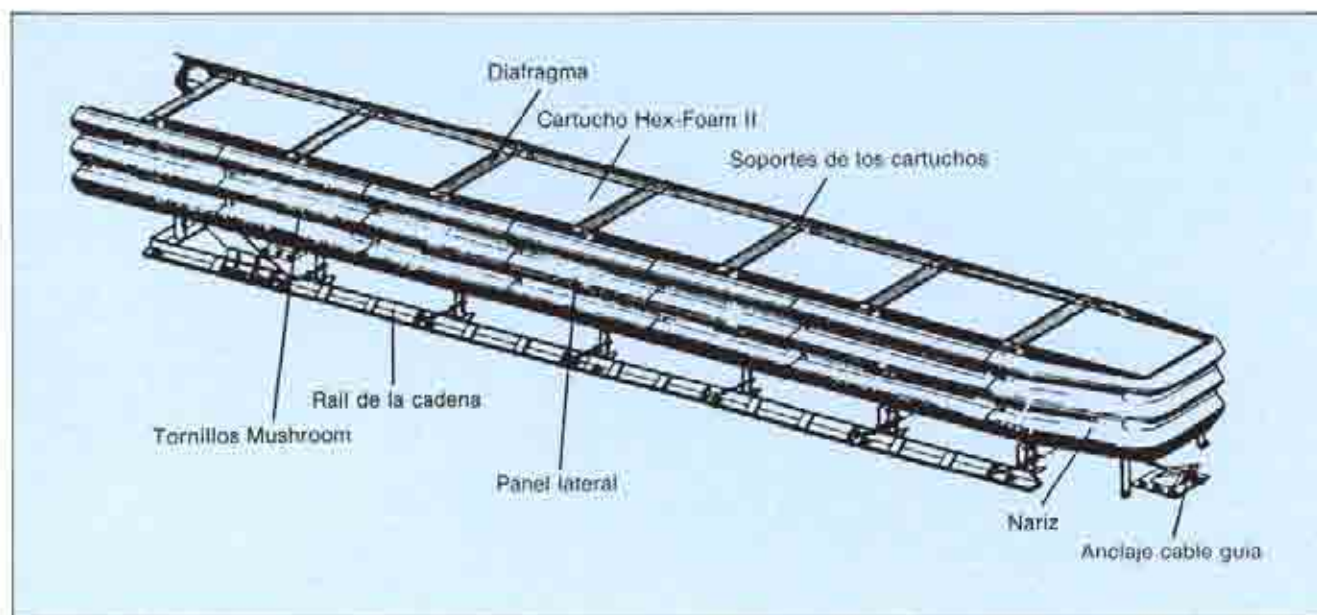 Diafragma
Cartucho Hex-Foam II
Soportes de los cartuchos
Rail de la cadena
Tornillos Mushroom
Panel lateral
Nariz
Anclaje cable guia